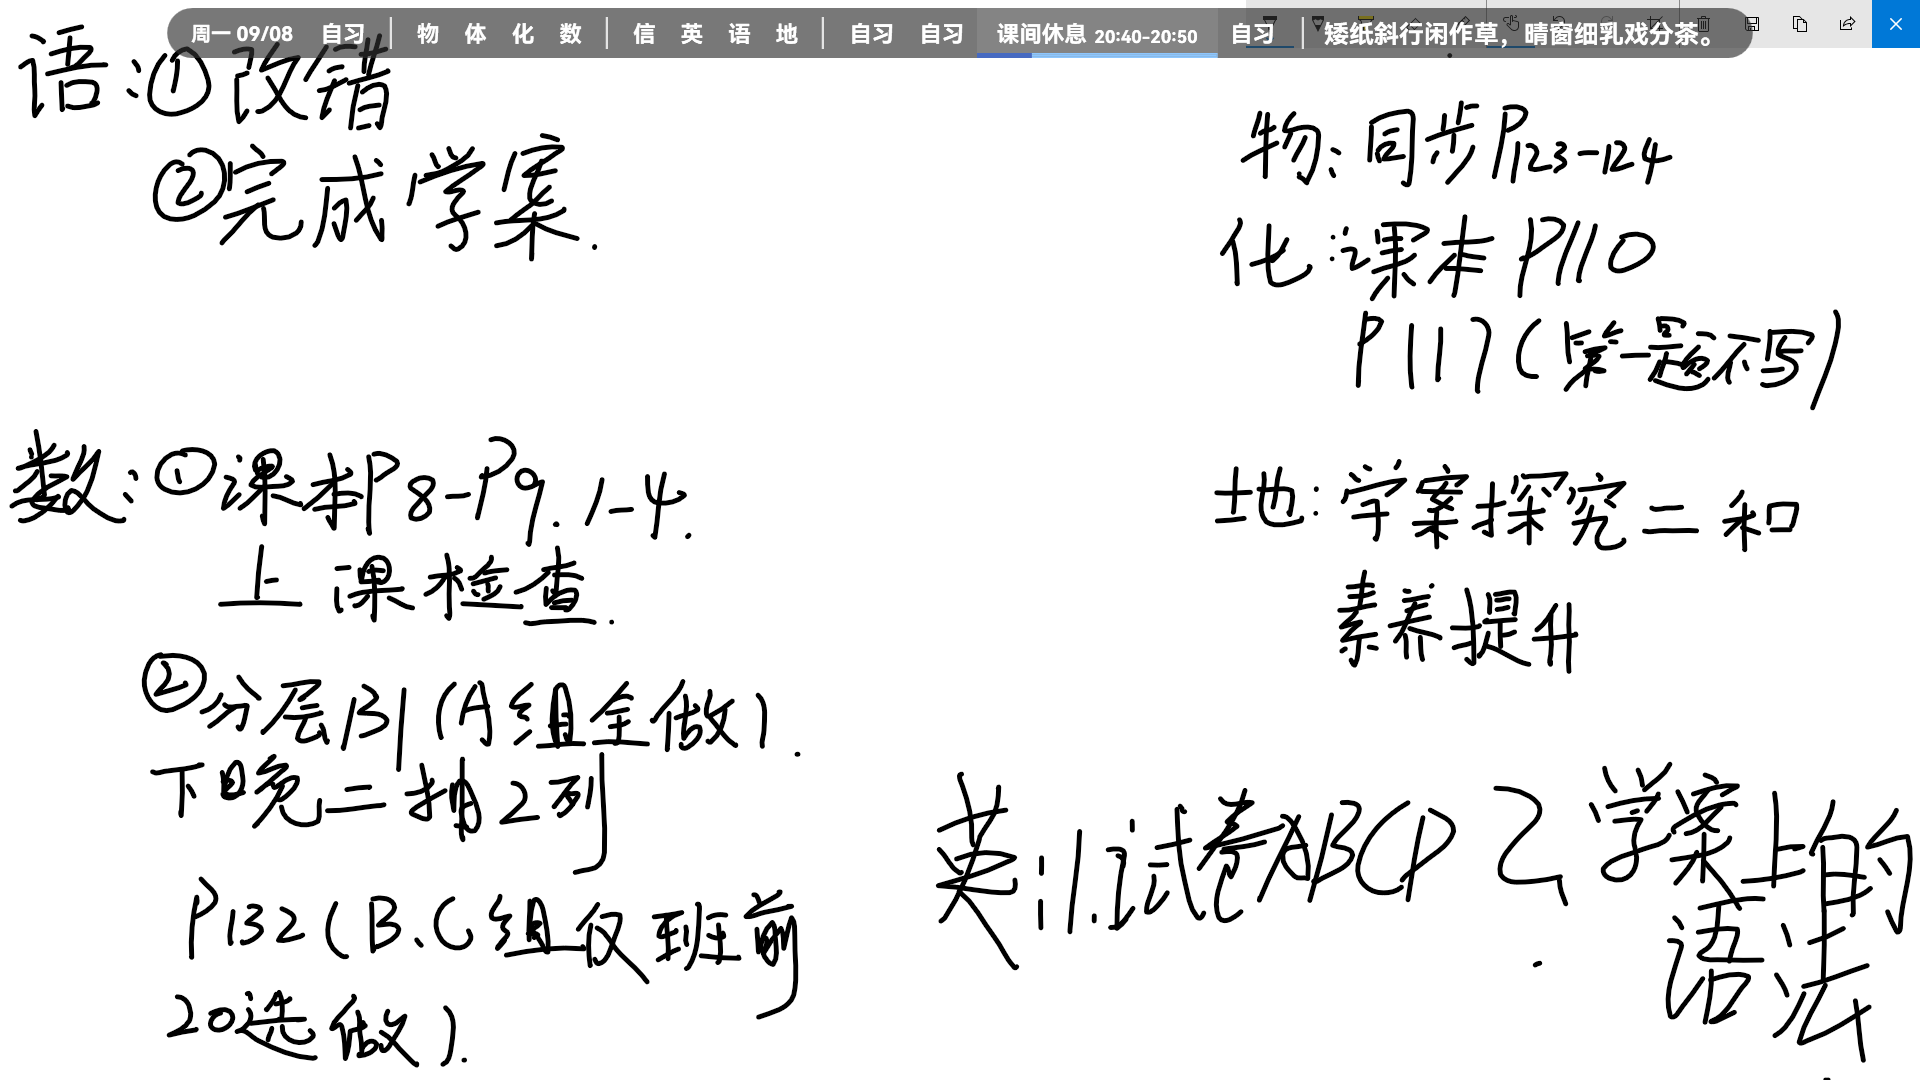 周一 09/08 自习 | 物 体 化 数 | 信 英 语 地 | 自习 自习 课间休息 20:40-20:50 自习 | 矮纸斜行闲作草，晴窗细乳戏分茶。
语:①改错
②完成学案.
数:①课本P8-P9.1-4.
上课检查.
②分层B1(A组全做).
下日晚二抽2列
P132(B、C组仅班前
20选做).
物:同步P123-124
化:课本P110
P117(第一题不写)
地:学案探究二和
素养提升
英:1.试卷ABCD 2.学案上的
语法